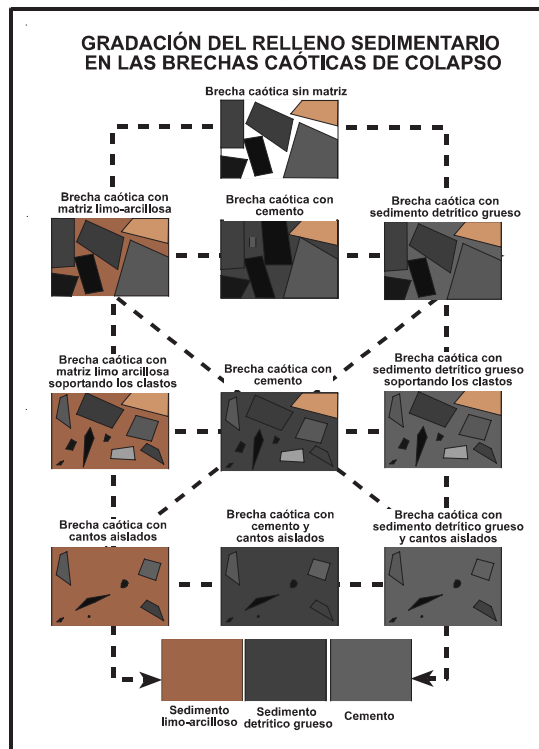 GRADACIÓN DEL RELLENO SEDIMENTARIO
EN LAS BRECHAS CAÓTICAS DE COLAPSO
Brecha caótica sin matriz
Brecha caótica con
matriz limo-arcillosa
Brecha caótica con
cemento
Brecha caótica con
sedimento detrítico grueso
Brecha caótica con
matriz limo arcillosa
soportando los clastos
Brecha caótica con
cemento
Brecha caótica con
sedimento detrítico grueso
soportando los clastos
Brecha caótica con
cantos aislados
Brecha caótica con
cemento y
cantos aislados
Brecha caótica con
sedimento detrítico grueso
y cantos aislados
Sedimento
limo-arcilloso
Sedimento
detrítico grueso
Cemento